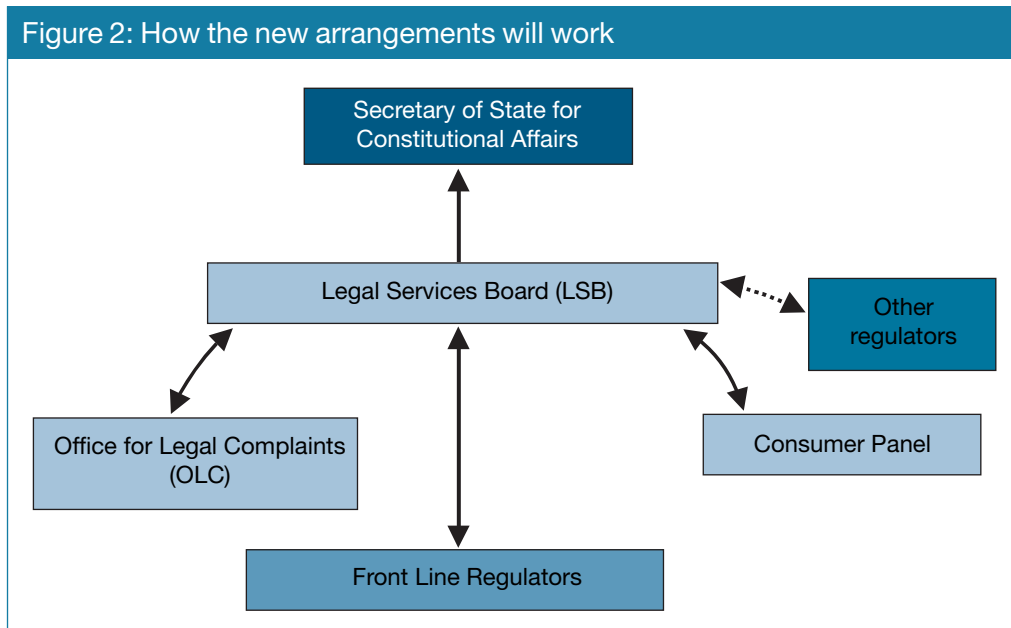 Figure 2: How the new arrangements will work
Secretary of State for
Constitutional Affairs
Legal Services Board (LSB)
Other
regulators
Office for Legal Complaints
(OLC)
Consumer Panel
Front Line Regulators